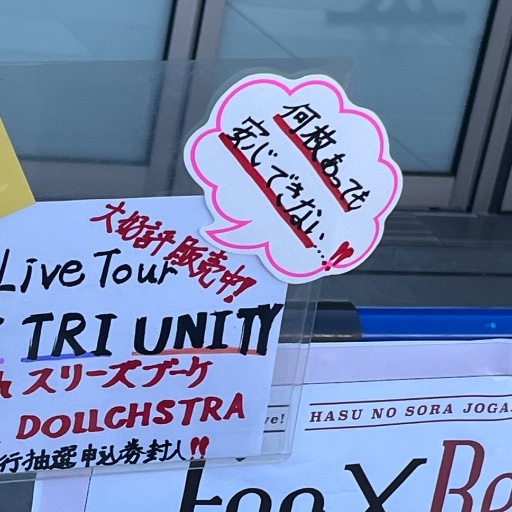 何枚あっても
安心できない…!!
大好評販売中!!
Live Tour
TRI UNITY
スリーズブーケ
DOLLCHSTRA
行抽選申込券封入!!
HASU NO SORA JOGA